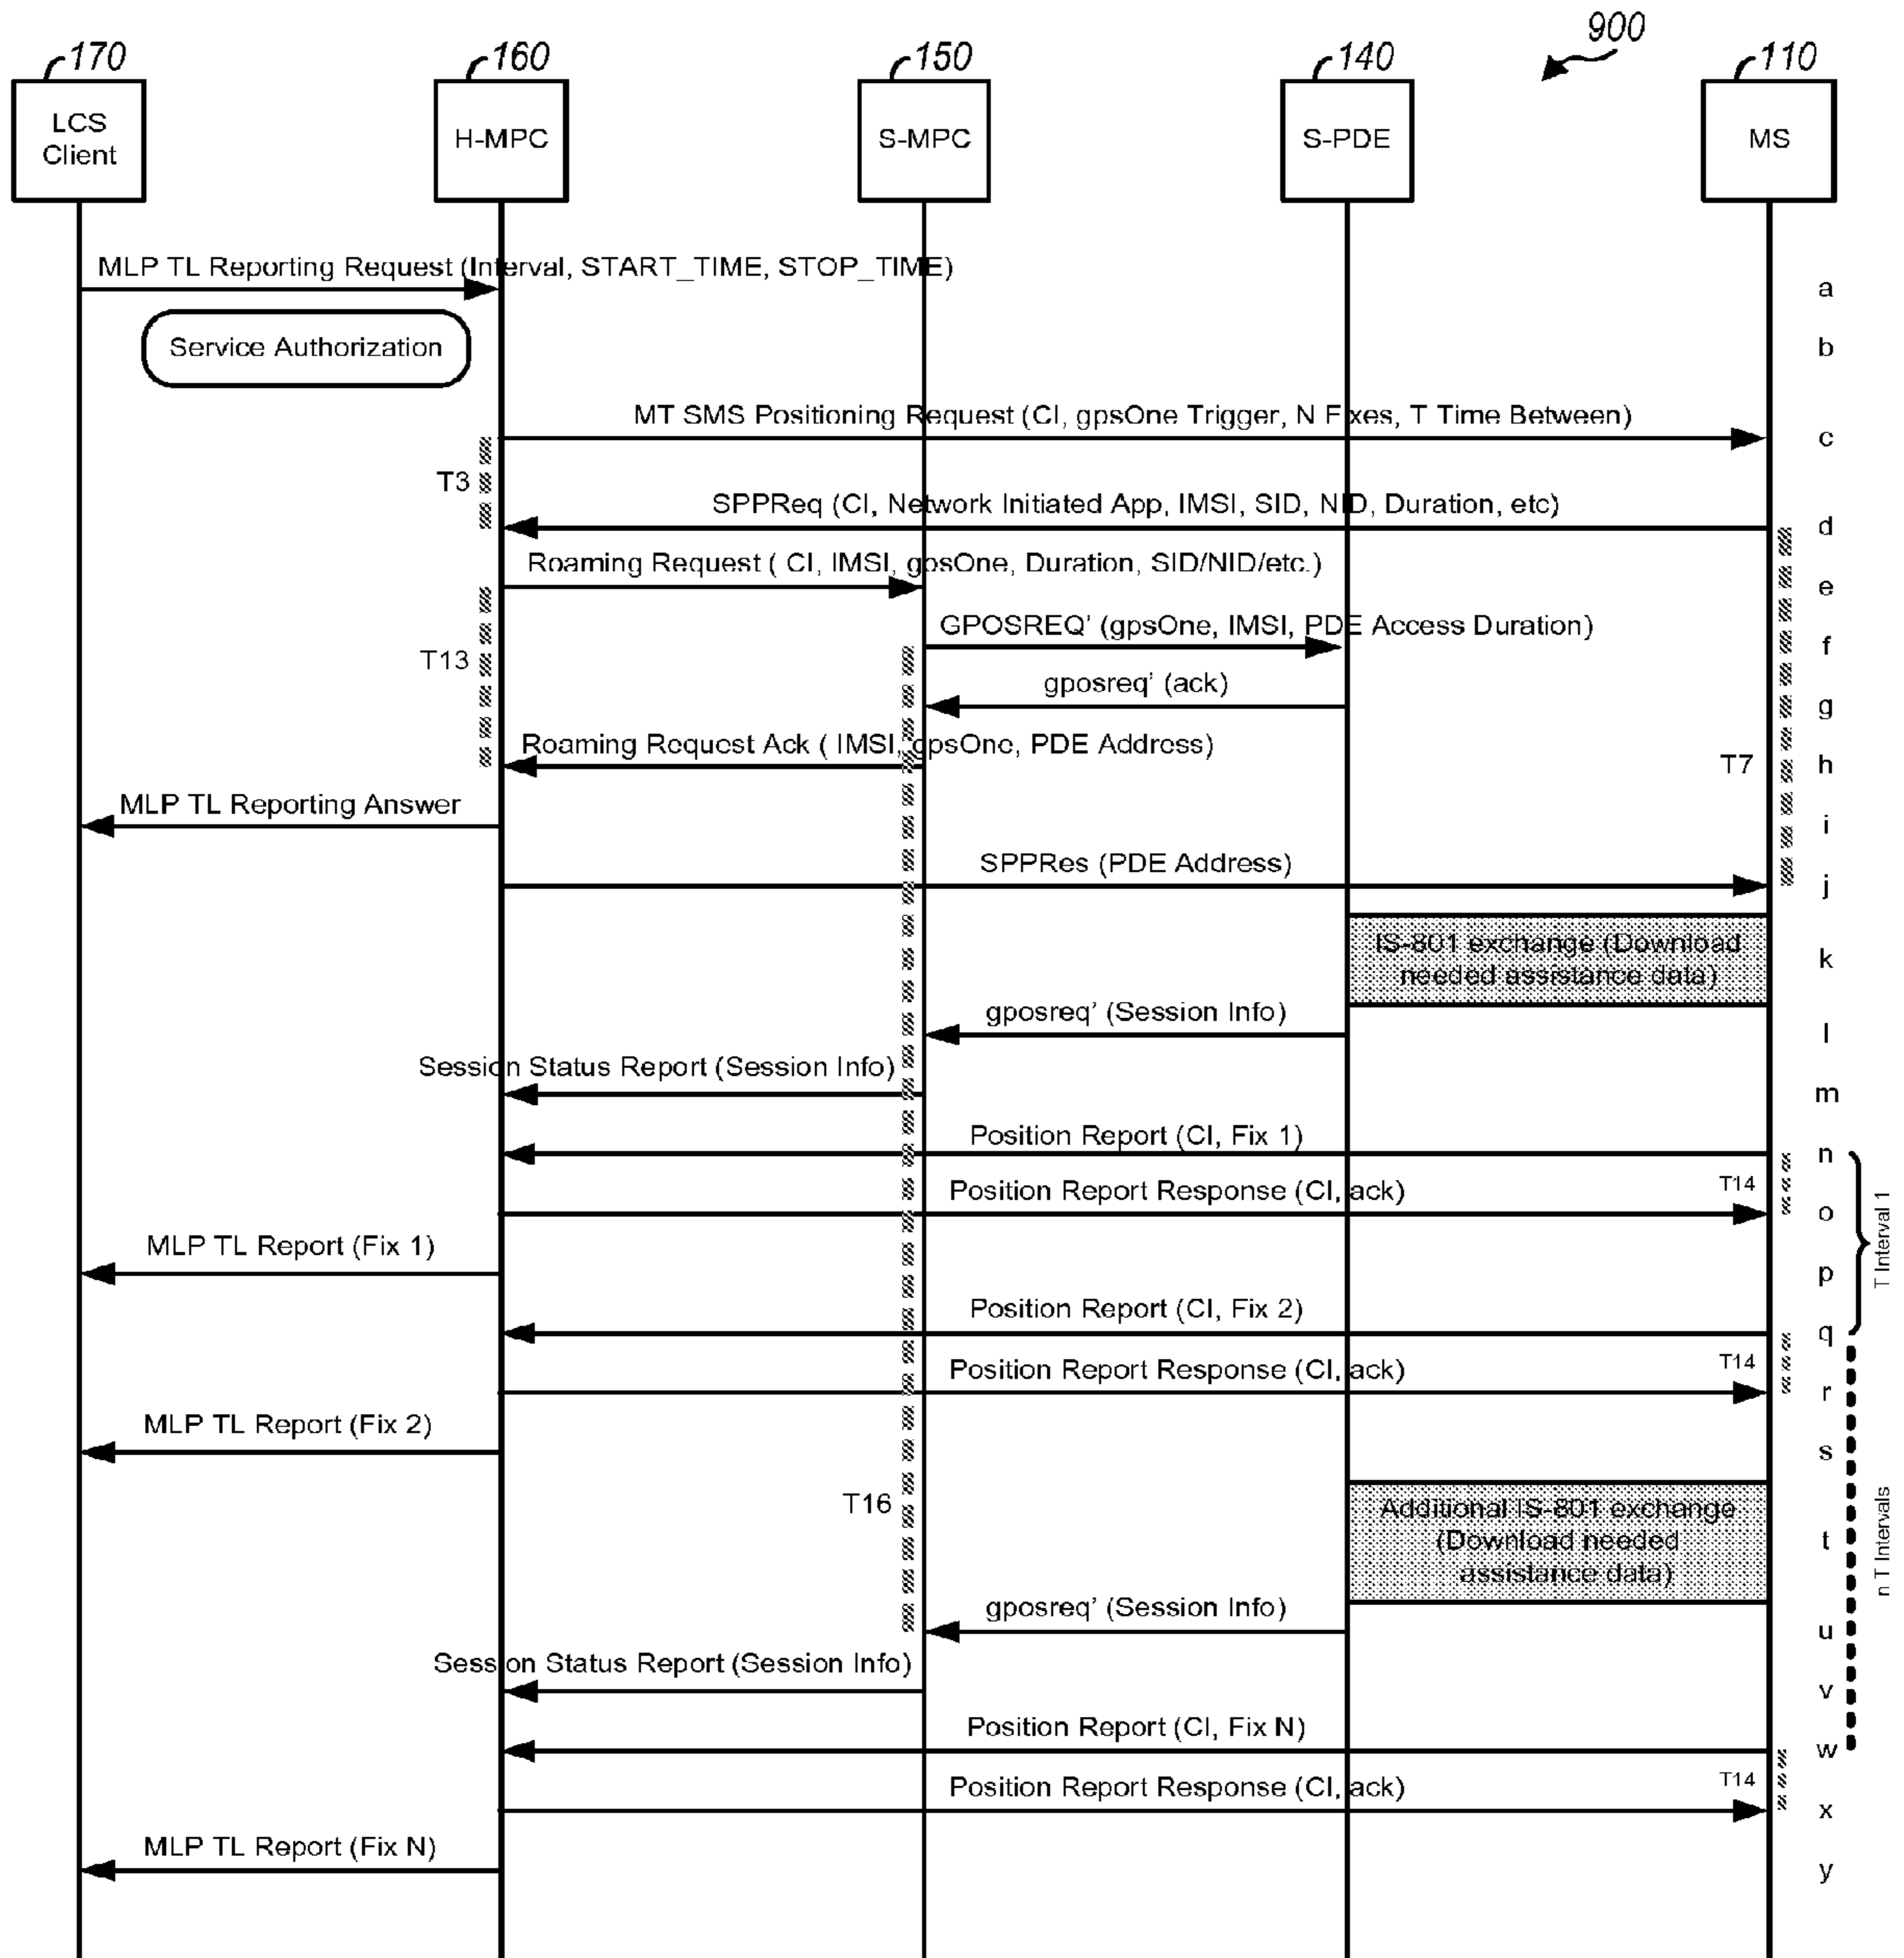 900
170
160
150
140
110
LCS
Client
H-MPC
S-MPC
S-PDE
MS
MLP TL Reporting Request (Interval, START_TIME, STOP_TIME)
a
Service Authorization
b
MT SMS Positioning Request (CI, gpsOne Trigger, N Fixes, T Time Between)
c
T3
SPPReq (CI, Network Initiated App, IMSI, SID, NID, Duration, etc)
d
Roaming Request ( CI, IMSI, gpsOne, Duration, SID/NID/etc.)
e
GPOSREQ' (gpsOne, IMSI, PDE Access Duration)
f
T13
gposreq' (ack)
g
Roaming Request Ack ( IMSI, gpsOne, PDE Address)
T7
h
MLP TL Reporting Answer
i
SPPRes (PDE Address)
j
IS-801 exchange (Download
needed assistance data)
k
gposreq' (Session Info)
l
Session Status Report (Session Info)
m
Position Report (CI, Fix 1)
n
Position Report Response (CI, ack)
T14
o
T Interval 1
MLP TL Report (Fix 1)
p
Position Report (CI, Fix 2)
q
Position Report Response (CI, ack)
T14
r
MLP TL Report (Fix 2)
s
T16
Additional IS-801 exchange
(Download needed
assistance data)
t
n T Intervals
gposreq' (Session Info)
u
Session Status Report (Session Info)
v
Position Report (CI, Fix N)
w
Position Report Response (CI, ack)
T14
x
MLP TL Report (Fix N)
y